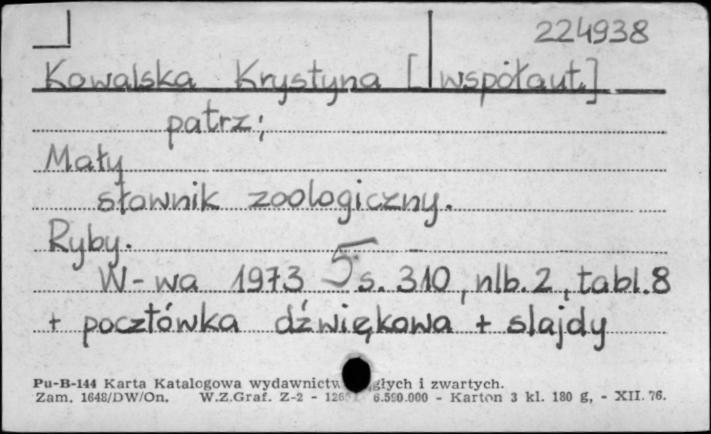 224938
Kowalska Krystyna [współaut.]
patrz:
Mały
słownik zoologiczny.
Ryby.
W-wa 1973 5 s. 310, nlb. 2, tabl. 8
+ pocztówka dźwiękowa + slajdy
Pu-B-144 Karta Katalogowa wydawnictw głych i zwartych.
Zam. 1648/DW/On. W.Z.Graf. Z-2 - 6.590.000 - Karton 3 kl. 180 g, - XII. 76.